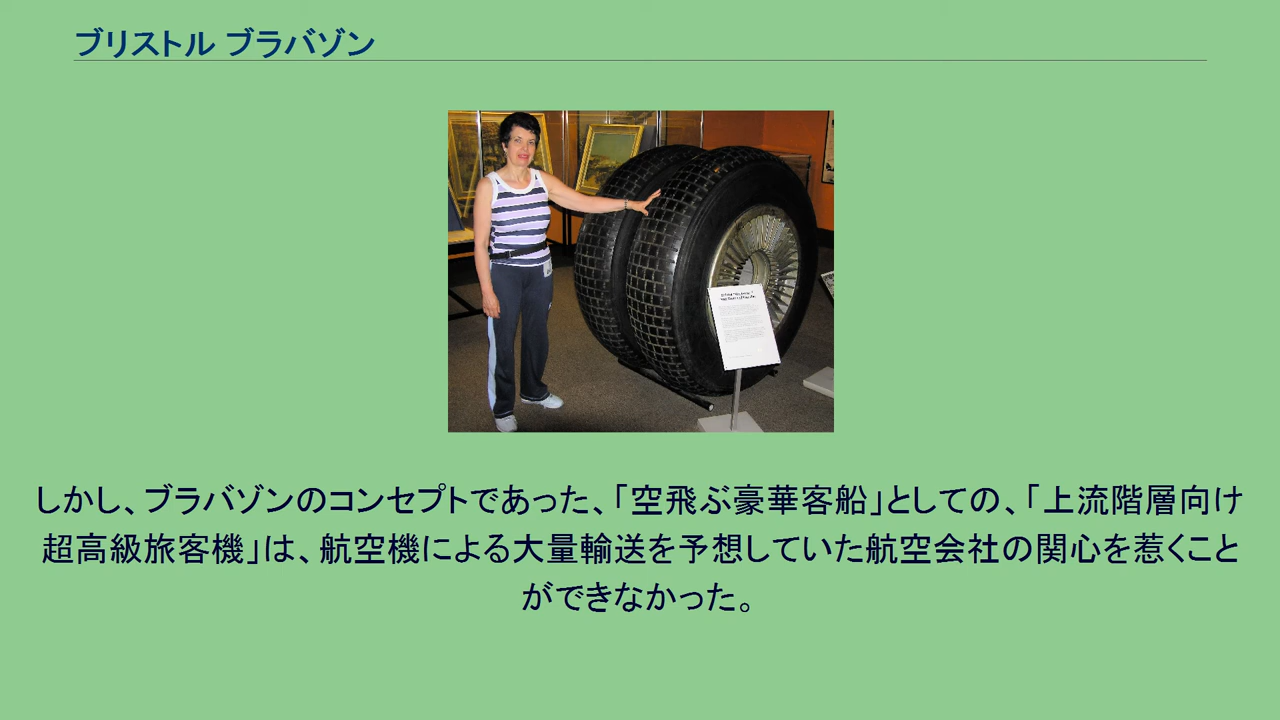 ブリストル ブラバゾン
しかし、ブラバゾンのコンセプトであった、「空飛ぶ豪華客船」としての、「上流階層向け
超高級旅客機」は、航空機による大量輸送を予想していた航空会社の関心を惹くこと
ができなかった。